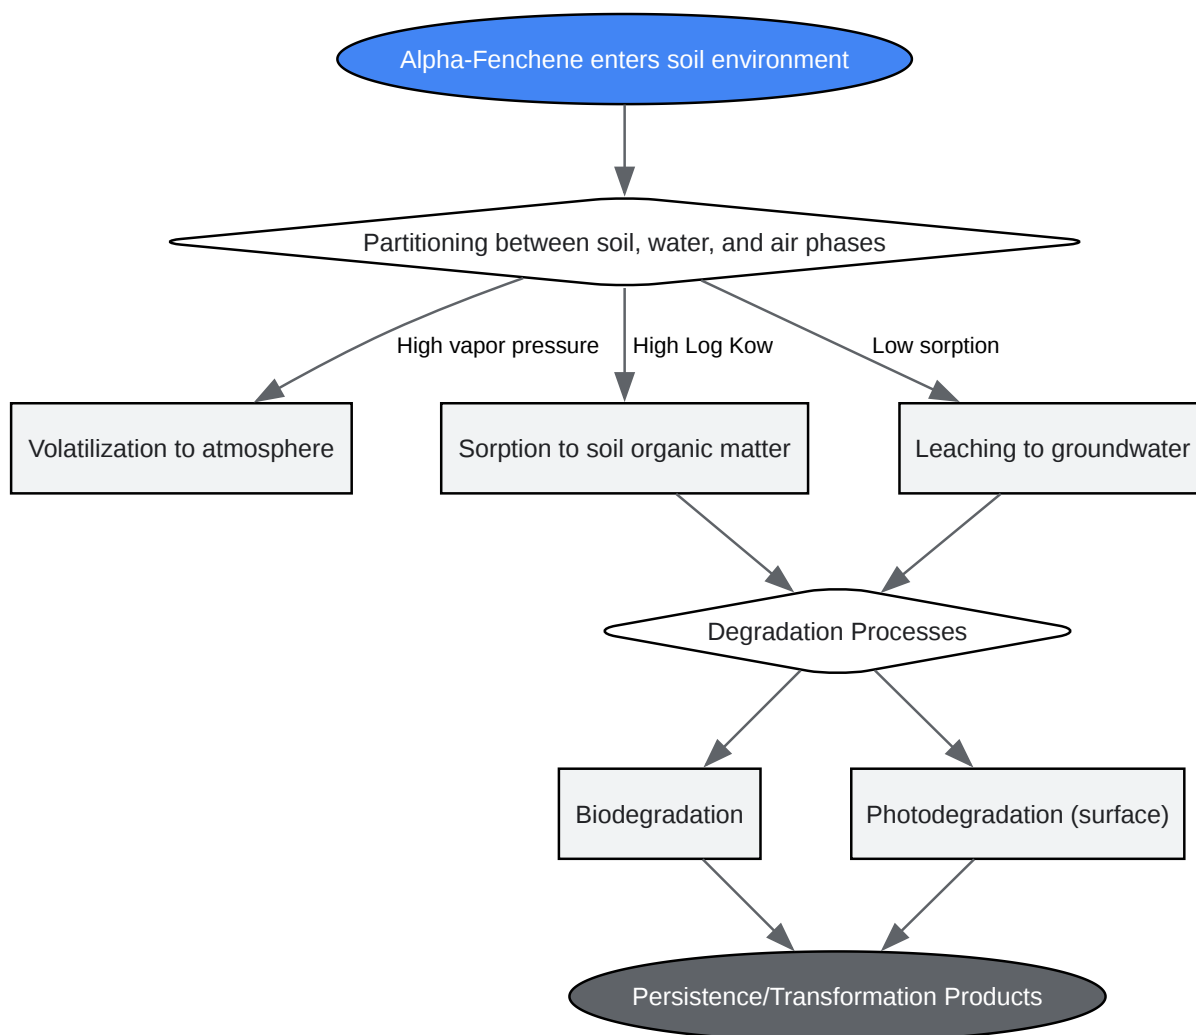 Alpha-Fenchene enters soil environment
Partitioning between soil, water, and air phases
High vapor pressure
High Log Kow
Low sorption
Volatilization to atmosphere
Sorption to soil organic matter
Leaching to groundwater
Degradation Processes
Biodegradation
Photodegradation (surface)
Persistence/Transformation Products